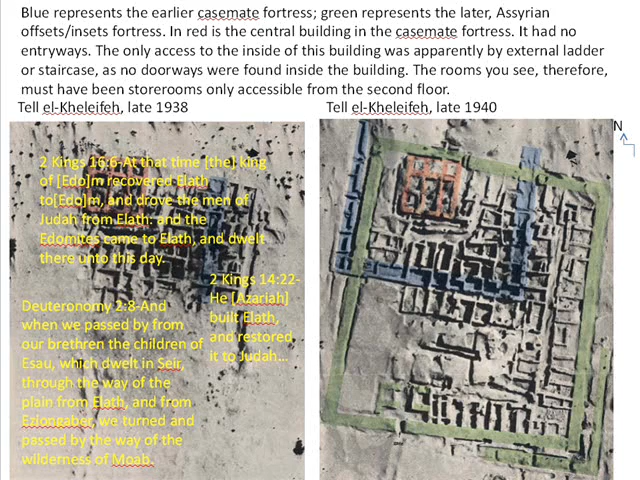 Blue represents the earlier casemate fortress; green represents the later, Assyrian
offsets/insets fortress. In red is the central building in the casemate fortress. It had no
entryways. The only access to the inside of this building was apparently by external ladder
or staircase, as no doorways were found inside the building. The rooms you see, therefore,
must have been storerooms only accessible from the second floor.
Tell el-Kheleifeh, late 1938
Tell el-Kheleifeh, late 1940
N
2 Kings 16:6-At that time [the] king
of [Edo]m recovered Elath
to[Edo]m, and drove the men of
Judah from Elath: and the
Edomites came to Elath, and dwelt
there unto this day.
2 Kings 14:22-
He [Azariah]
built Elath,
and restored
it to Judah...
Deuteronomy 2:8-And
when we passed by from
our brethren the children of
Esau, which dwelt in Seir,
through the way of the
plain from Elath, and from
Eziongaber, we turned and
passed by the way of the
wilderness of Moab.